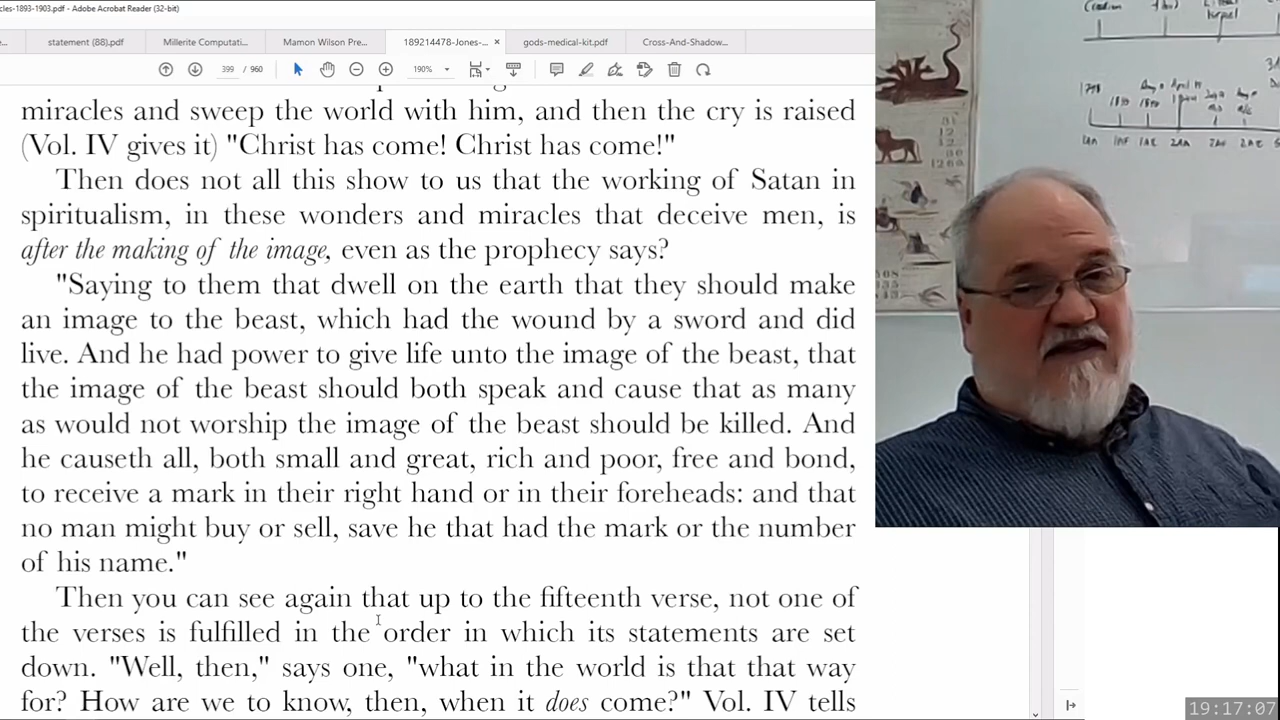 cles-1893-1903.pdf - Adobe Acrobat Reader (32-bit)
e...
statement (88).pdf
Millerite Computati...
Mamon Wilson Pre...
189214478-Jones-... ×
gods-medical-kit.pdf
Cross-And-Shadow...
399 / 960
190%
miracles and sweep the world with him, and then the cry is raised
(Vol. IV gives it) "Christ has come! Christ has come!"
Then does not all this show to us that the working of Satan in
spiritualism, in these wonders and miracles that deceive men, is
after the making of the image, even as the prophecy says?
"Saying to them that dwell on the earth that they should make
an image to the beast, which had the wound by a sword and did
live. And he had power to give life unto the image of the beast, that
the image of the beast should both speak and cause that as many
as would not worship the image of the beast should be killed. And
he causeth all, both small and great, rich and poor, free and bond,
to receive a mark in their right hand or in their foreheads: and that
no man might buy or sell, save he that had the mark or the number
of his name."
Then you can see again that up to the fifteenth verse, not one of
the verses is fulfilled in the order in which its statements are set
down. "Well, then," says one, "what in the world is that that way
for? How are we to know, then, when it does come?" Vol. IV tells
1798
19:17:07